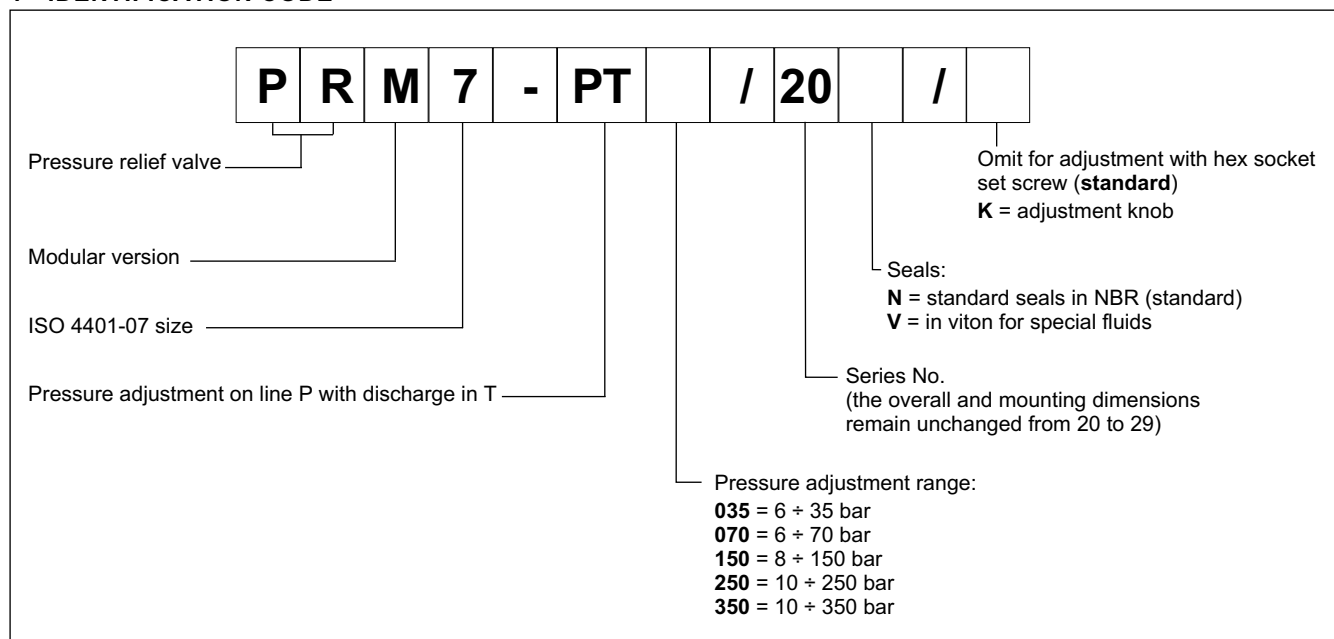 P R M 7 - PT / 20 /
Pressure relief valve
Modular version
ISO 4401-07 size
Pressure adjustment on line P with discharge in T
Omit for adjustment with hex socket
set screw (standard)
K = adjustment knob
Seals:
N = standard seals in NBR (standard)
V = in viton for special fluids
Series No.
(the overall and mounting dimensions
remain unchanged from 20 to 29)
Pressure adjustment range:
035 = 6 ÷ 35 bar
070 = 6 ÷ 70 bar
150 = 8 ÷ 150 bar
250 = 10 ÷ 250 bar
350 = 10 ÷ 350 bar